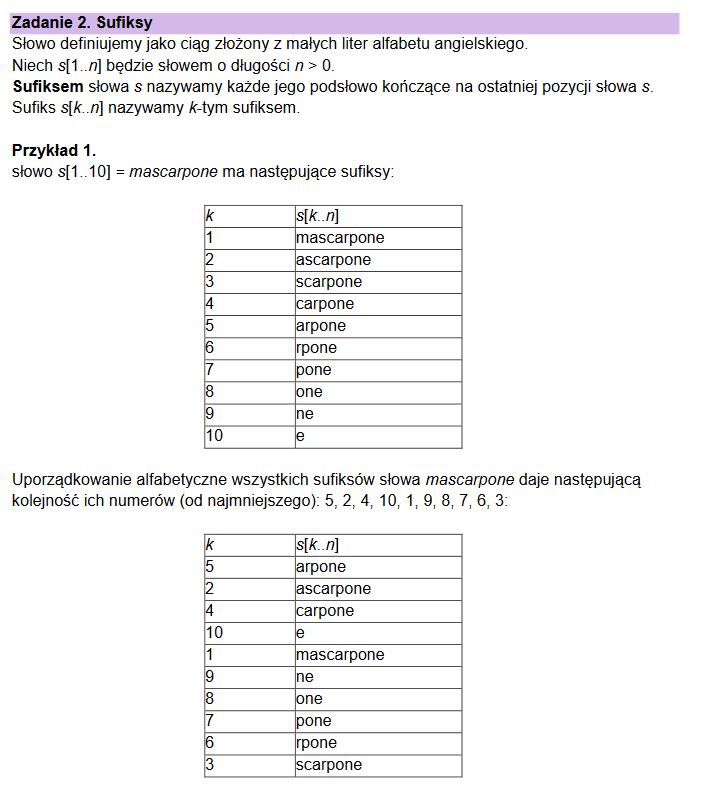 Zadanie 2. Sufiksy
Słowo definiujemy jako ciąg złożony z małych liter alfabetu angielskiego.
Niech s[1..n] będzie słowem o długości n > 0.
Sufiksem słowa s nazywamy każde jego podsłowo kończące na ostatniej pozycji słowa s.
Sufiks s[k..n] nazywamy k-tym sufiksem.
Przykład 1.
słowo s[1..10] = mascarpone ma następujące sufiksy:
k s[k..n]
1 mascarpone
2 ascarpone
3 scarpone
4 carpone
5 arpone
6 rpone
7 pone
8 one
9 ne
10 e
Uporządkowanie alfabetyczne wszystkich sufiksów słowa mascarpone daje następującą
kolejność ich numerów (od najmniejszego): 5, 2, 4, 10, 1, 9, 8, 7, 6, 3:
k s[k..n]
5 arpone
2 ascarpone
4 carpone
10 e
1 mascarpone
9 ne
8 one
7 pone
6 rpone
3 scarpone